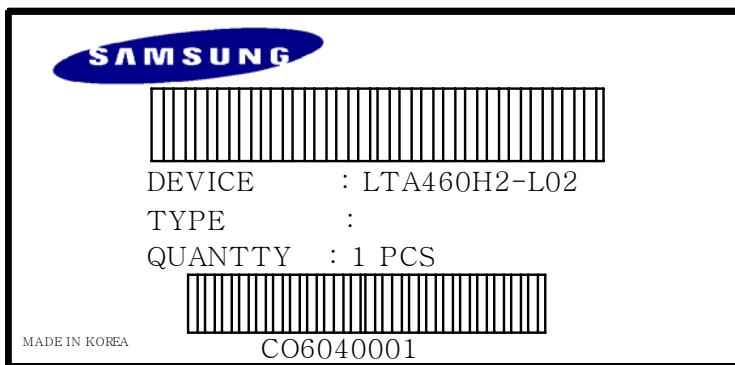 SAMSUNG
DEVICE : LTA460H2-L02
TYPE :
QUANTTY : 1 PCS
MADE IN KOREA
CO6040001